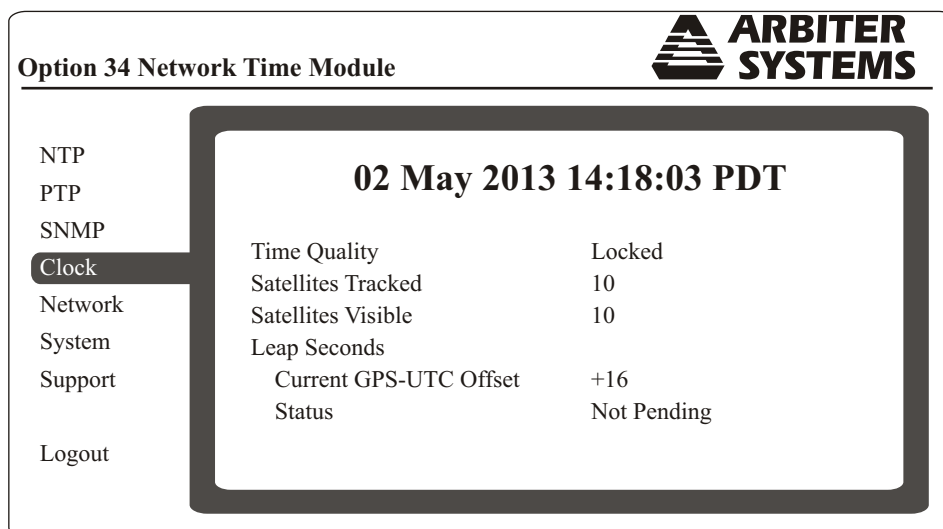 Option 34 Network Time Module
ARBITER
SYSTEMS
NTP
PTP
SNMP
Clock
Network
System
Support
Logout
02 May 2013 14:18:03 PDT
Time Quality Locked
Satellites Tracked 10
Satellites Visible 10
Leap Seconds
Current GPS-UTC Offset +16
Status Not Pending